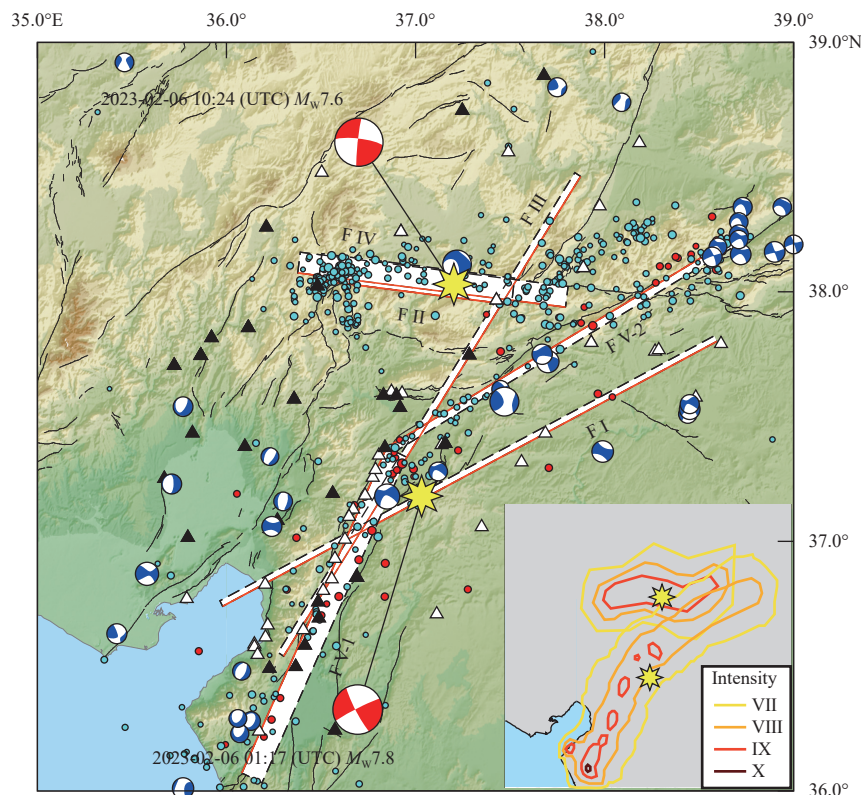 35.0°E 36.0° 37.0° 38.0° 39.0°
39.0°N
2023-02-06 10:24 (UTC) MW7.6
F III
F IV
38.0°
F II
F V-2
F I
37.0°
F V-1
Intensity
VII
VIII
IX
X
2023-02-06 01:17 (UTC) MW7.8
36.0°